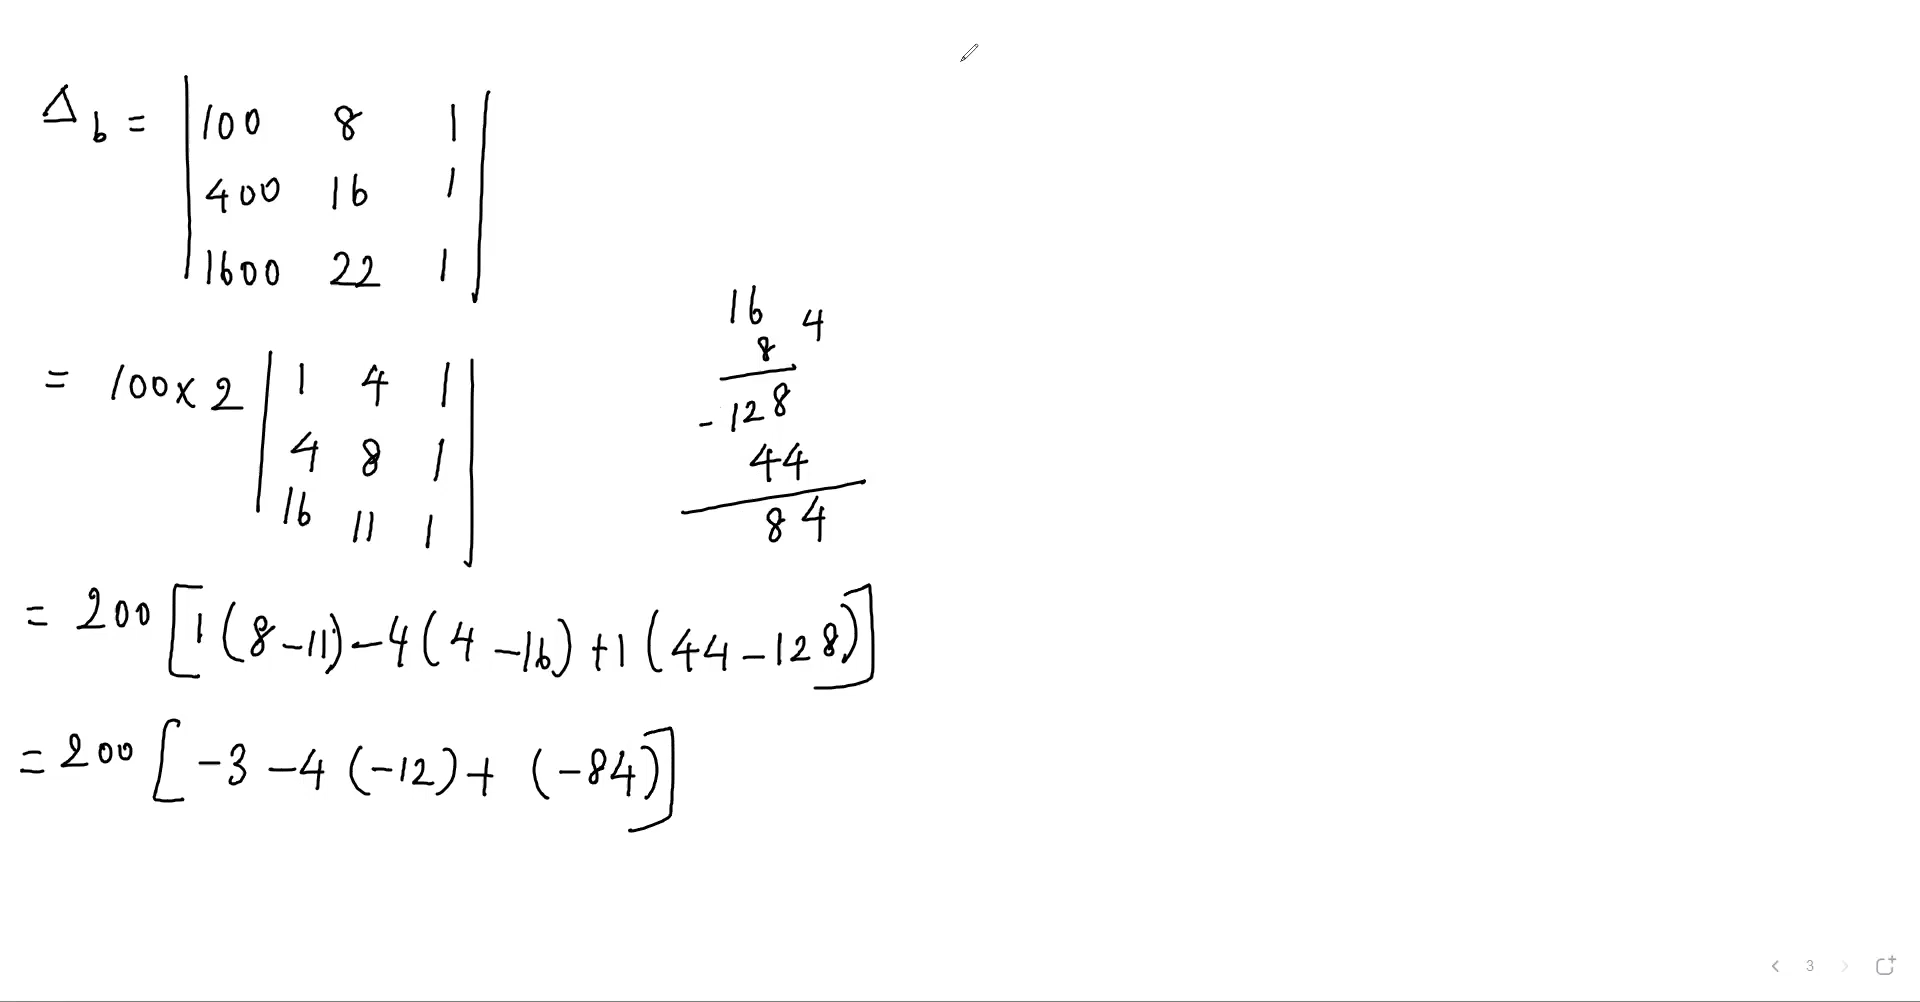 Δb = | 100 8 1 |
| 400 16 1 |
| 1600 22 1 |
= 100 x 2 | 1 4 1 |
| 4 8 1 |
| 16 11 1 |
16 4
8
- 128
44
84
= 200 [ 1 ( 8 - 11 ) - 4 ( 4 - 16 ) + 1 ( 44 - 128 ) ]
= 200 [ - 3 - 4 ( - 12 ) + ( - 84 ) ]
3